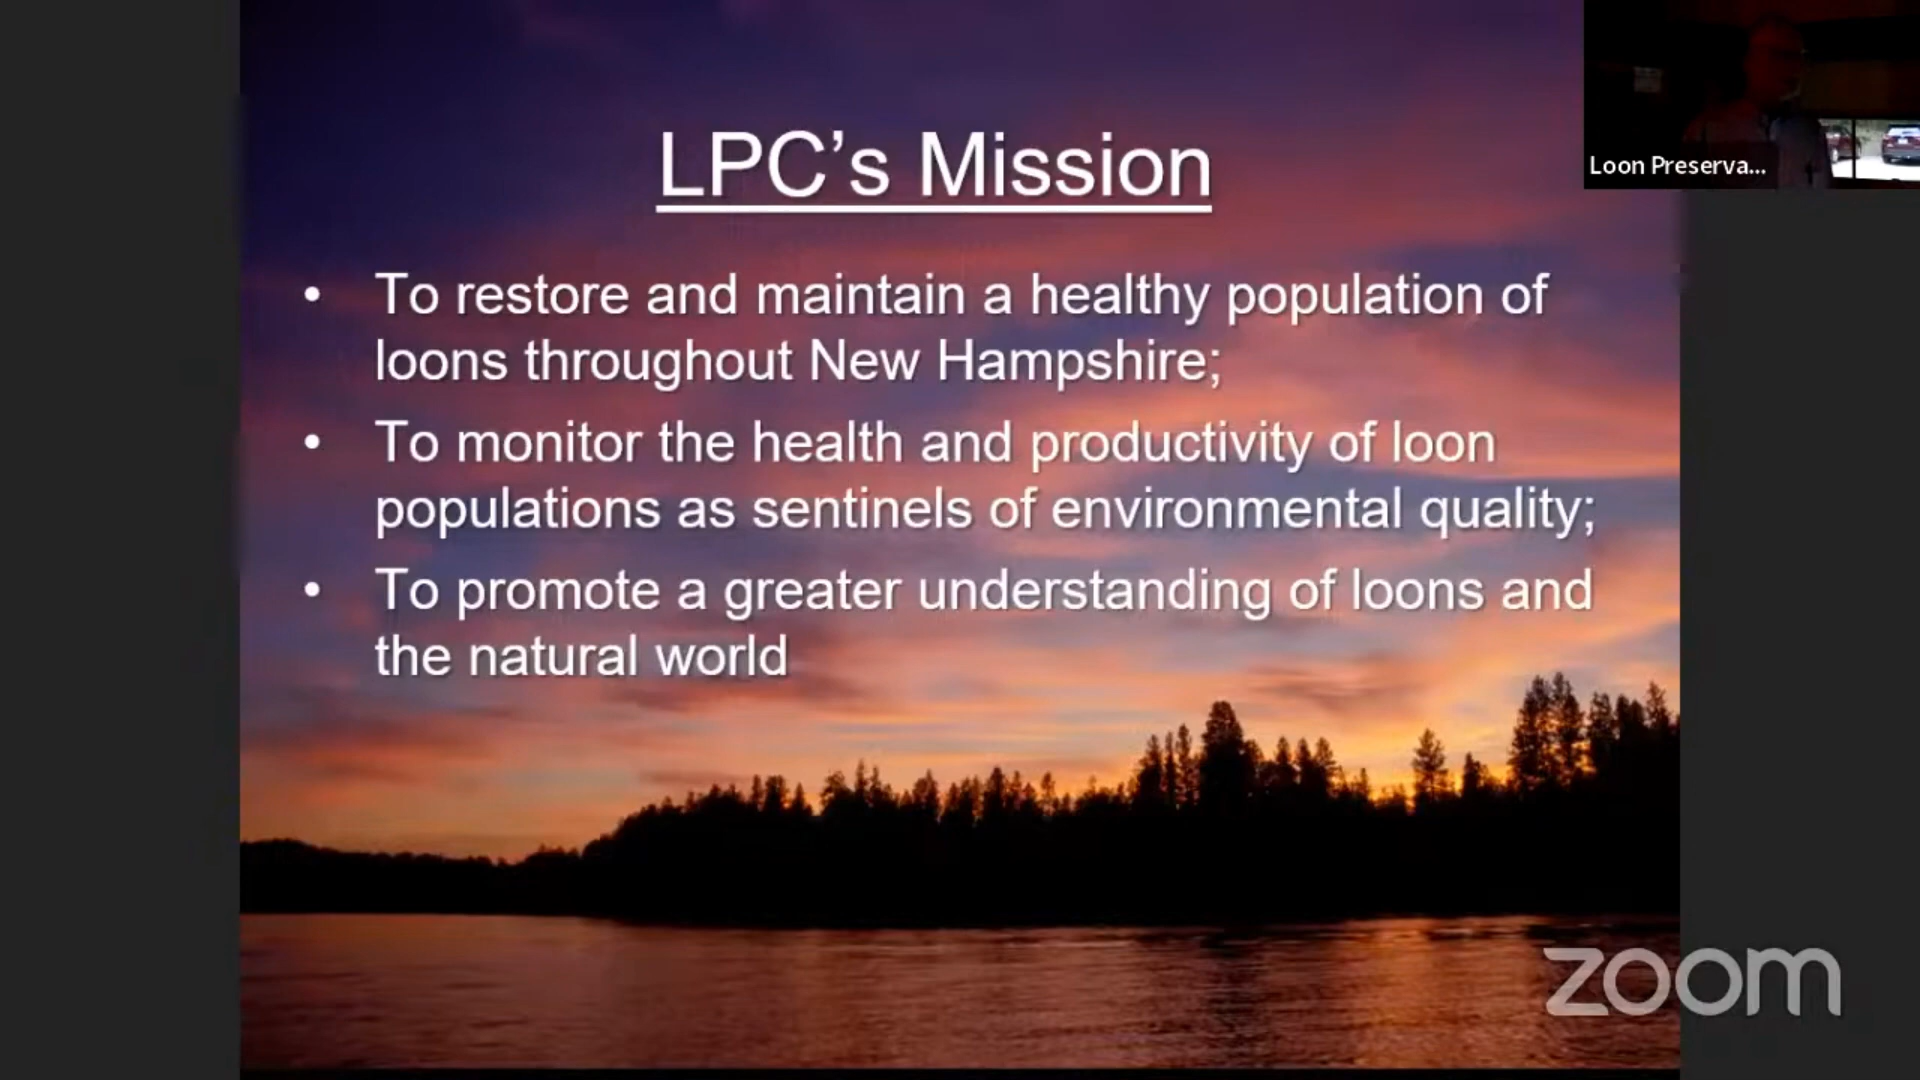 LPC’s Mission
Loon Preserva...
• To restore and maintain a healthy population of
loons throughout New Hampshire;
• To monitor the health and productivity of loon
populations as sentinels of environmental quality;
• To promote a greater understanding of loons and
the natural world
zoom